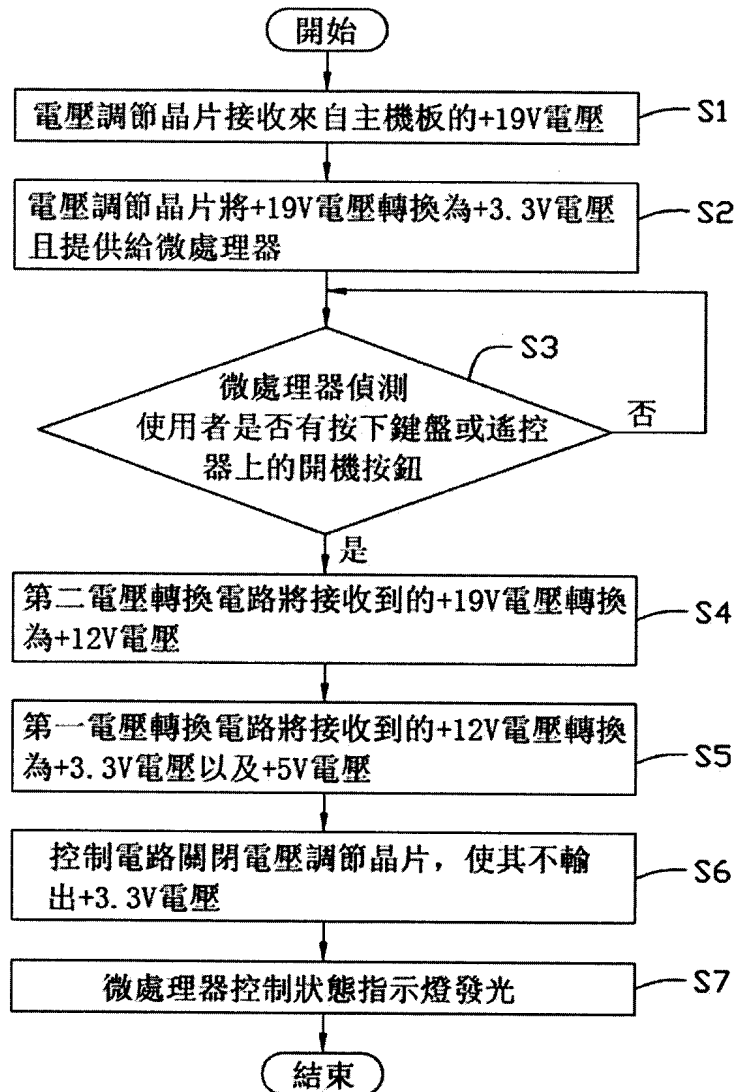 開始
電壓調節晶片接收來自主機板的+19V電壓
S1
電壓調節晶片將+19V電壓轉換為+3.3V電壓
且提供給微處理器
S2
S3
微處理器偵測
使用者是否有按下鍵盤或遙控
器上的開機按鈕
否
是
第二電壓轉換電路將接收到的+19V電壓轉換
為+12V電壓
S4
第一電壓轉換電路將接收到的+12V電壓轉換
為+3.3V電壓以及+5V電壓
S5
控制電路關閉電壓調節晶片，使其不輸
出+3.3V電壓
S6
微處理器控制狀態指示燈發光
S7
結束